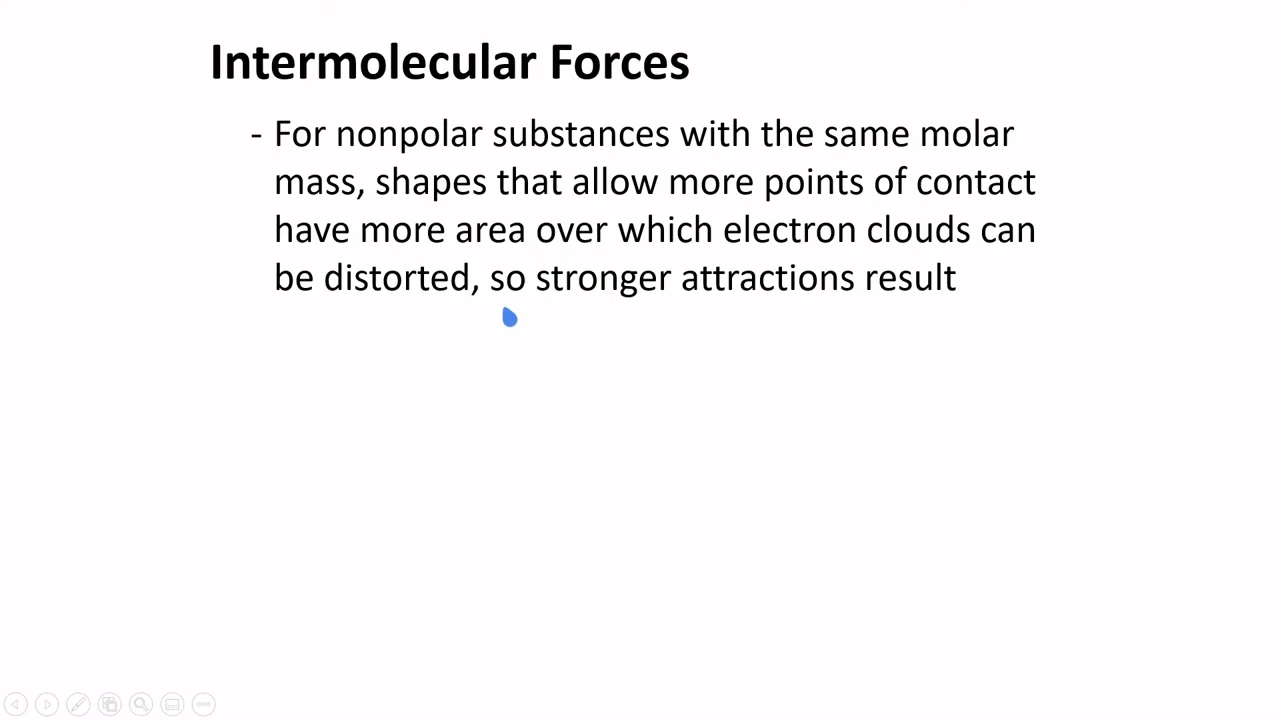 Intermolecular Forces
- For nonpolar substances with the same molar
mass, shapes that allow more points of contact
have more area over which electron clouds can
be distorted, so stronger attractions result